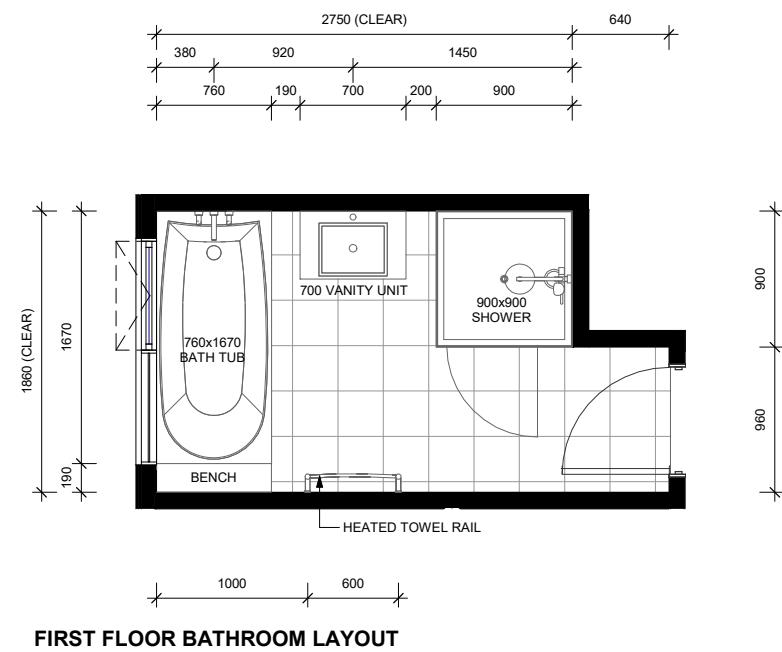 2750 (CLEAR) 640
380 920 1450
760 190 700 200 900
1860 (CLEAR)
1670
190
900
960
700 VANITY UNIT
900x900
SHOWER
760x1670
BATH TUB
BENCH
HEATED TOWEL RAIL
1000 600
FIRST FLOOR BATHROOM LAYOUT